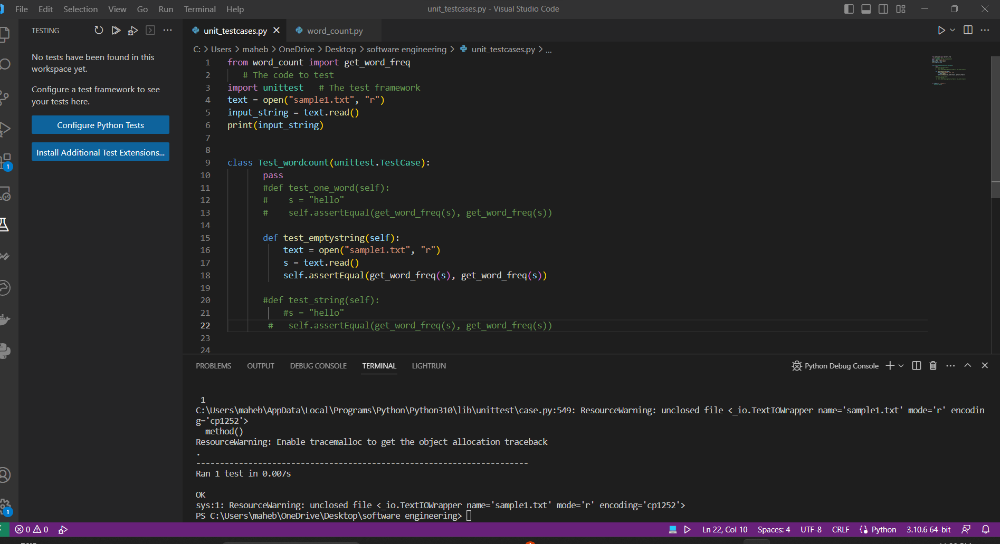 File Edit Selection View Go Run Terminal Help
unit_testcases.py - Visual Studio Code
TESTING
No tests have been found in this
workspace yet.
Configure a test framework to see
your tests here.
Configure Python Tests
Install Additional Test Extensions...
1
1
unit_testcases.py
word_count.py
C: > Users > maheb > OneDrive > Desktop > software engineering > unit_testcases.py > ...
1 from word_count import get_word_freq
2 # The code to test
3 import unittest # The test framework
4 text = open("sample1.txt", "r")
5 input_string = text.read()
6 print(input_string)
7
8
9 class Test_wordcount(unittest.TestCase):
10 pass
11 #def test_one_word(self):
12 # s = "hello"
13 # self.assertEqual(get_word_freq(s), get_word_freq(s))
14
15 def test_emptystring(self):
16 text = open("sample1.txt", "r")
17 s = text.read()
18 self.assertEqual(get_word_freq(s), get_word_freq(s))
19
20 #def test_string(self):
21 #s = "hello"
22 # self.assertEqual(get_word_freq(s), get_word_freq(s))
23
24
PROBLEMS OUTPUT DEBUG CONSOLE TERMINAL LIGHTRUN
Python Debug Console
1
C:\Users\maheb\AppData\Local\Programs\Python\Python310\lib\unittest\case.py:549: ResourceWarning: unclosed file <_io.TextIOWrapper name='sample1.txt' mode='r' encodin
g='cp1252'>
method()
ResourceWarning: Enable tracemalloc to get the object allocation traceback
.
----------------------------------------------------------------------
Ran 1 test in 0.007s
OK
sys:1: ResourceWarning: unclosed file <_io.TextIOWrapper name='sample1.txt' mode='r' encoding='cp1252'>
PS C:\Users\maheb\OneDrive\Desktop\software engineering>
0 0
Ln 22, Col 10 Spaces: 4 UTF-8 CRLF Python 3.10.6 64-bit